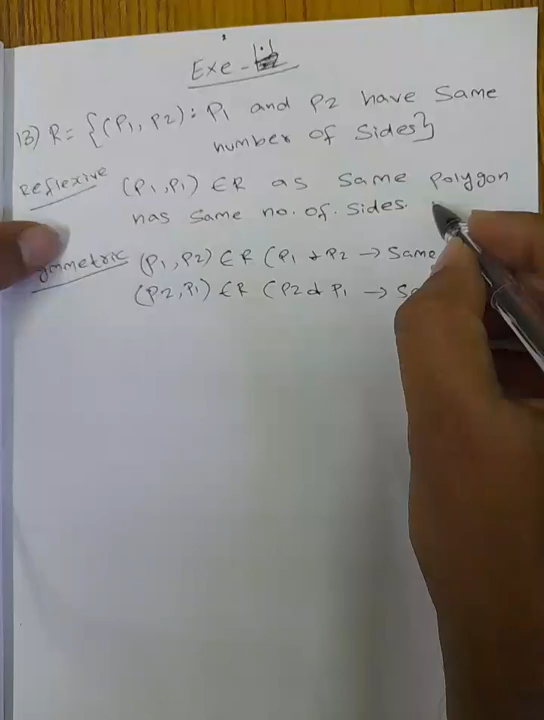 Exe -
13) R = {(P1, P2) : P1 and P2 have same
number of sides}
Reflexive (P1, P1) ∈ R as same polygon
has same no. of. sides.
ymmetric (P1, P2) ∈ R (P1 & P2 → Same
(P2, P1) ∈ R (P2 & P1 →